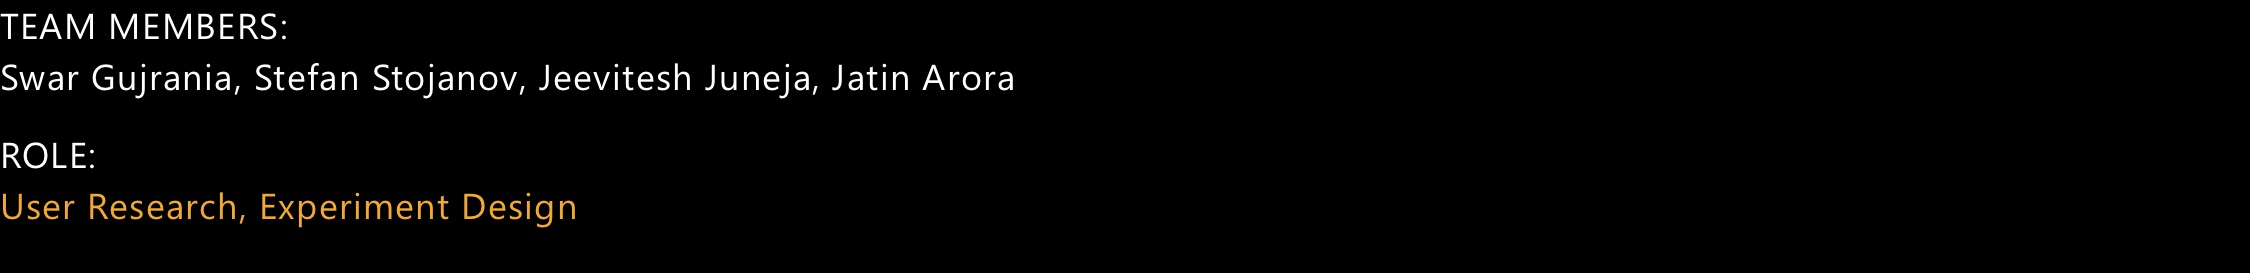 TEAM MEMBERS:
Swar Gujrania, Stefan Stojanov, Jeevitesh Juneja, Jatin Arora
ROLE:
User Research, Experiment Design